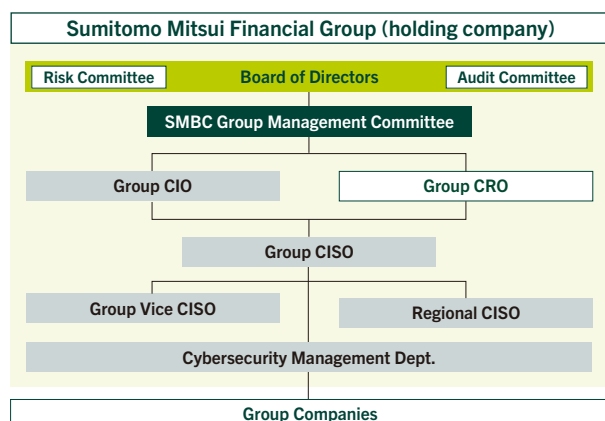 Sumitomo Mitsui Financial Group (holding company)
Risk Committee
Board of Directors
Audit Committee
SMBC Group Management Committee
Group CIO
Group CRO
Group CISO
Group Vice CISO
Regional CISO
Cybersecurity Management Dept.
Group Companies